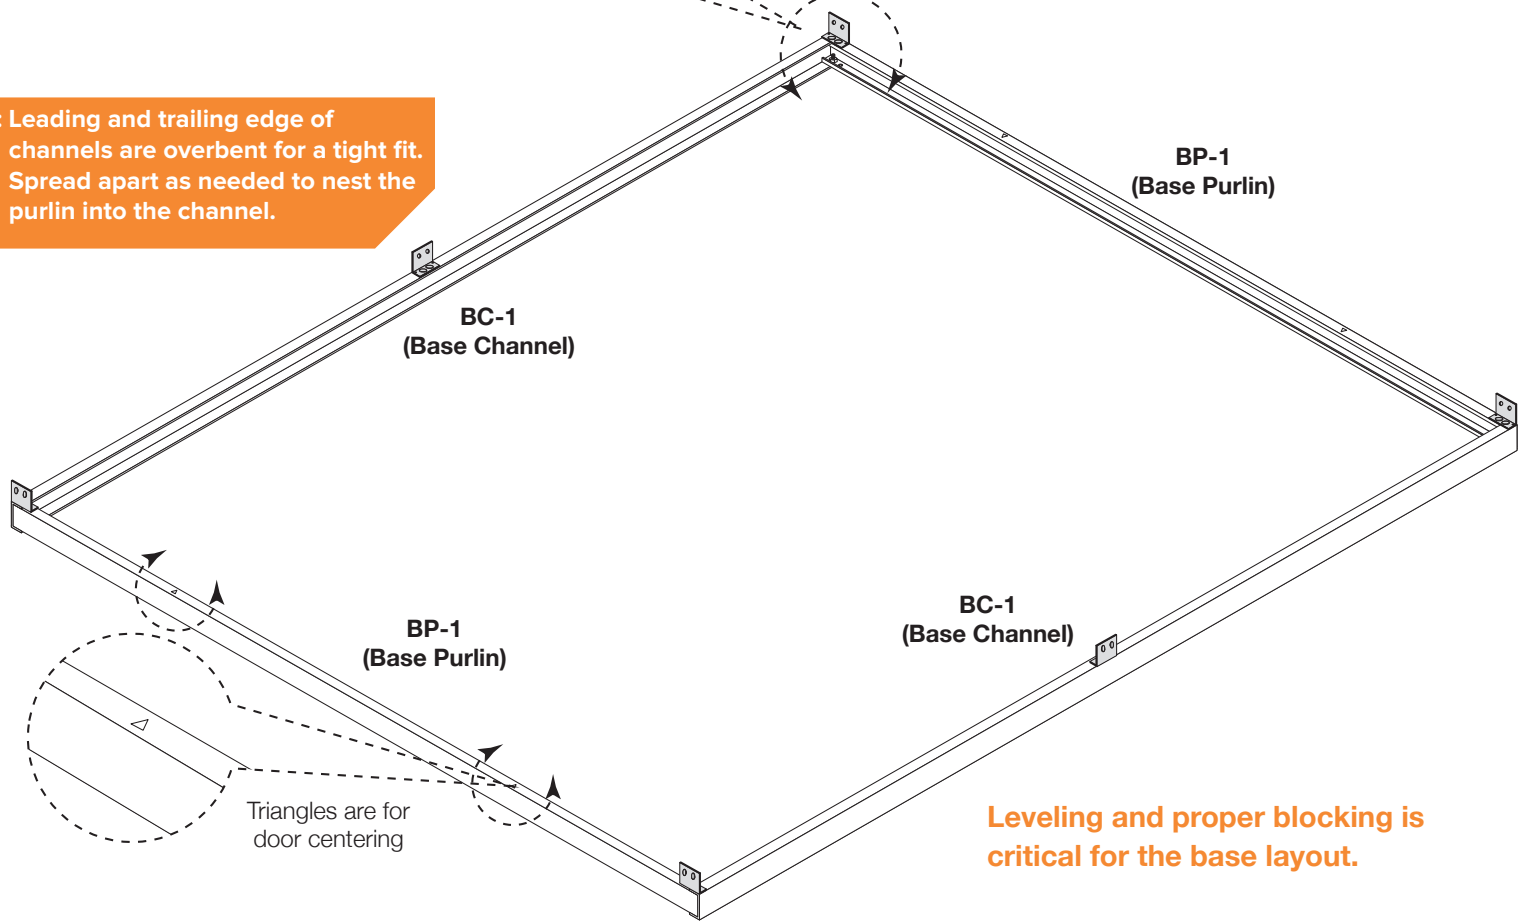 : Leading and trailing edge of
channels are overbent for a tight fit.
Spread apart as needed to nest the
purlin into the channel.
BP-1
(Base Purlin)
BC-1
(Base Channel)
BP-1
(Base Purlin)
BC-1
(Base Channel)
Triangles are for
door centering
Leveling and proper blocking is
critical for the base layout.